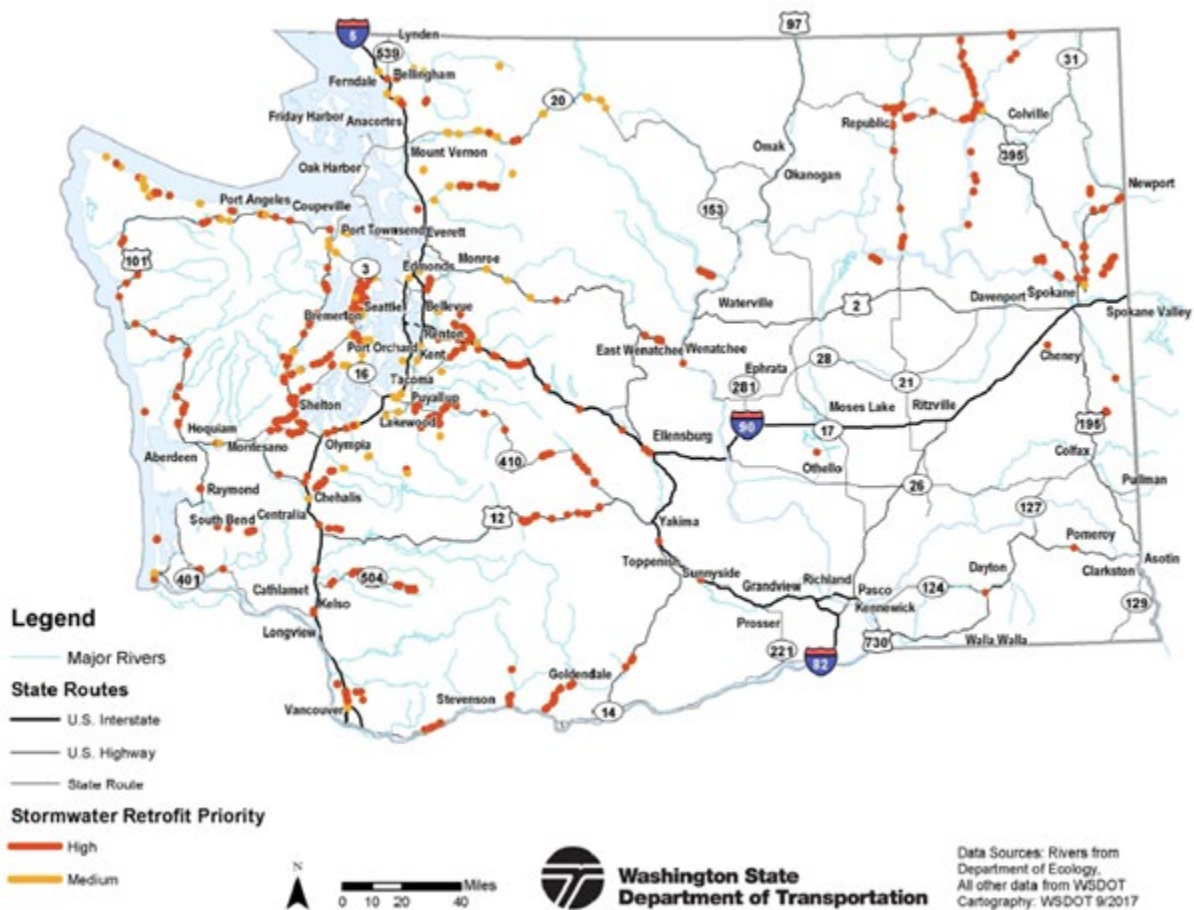 97
5
Lynden
539
31
Ferndale
Bellingham
20
Friday Harbor
Anacortes
Republic
Colville
Mount Vernon
Omak
395
Oak Harbor
Okanogan
Newport
Port Angeles
Coupeville
153
Port Townsend
Everett
101
3
Edmonds
Monroe
Seattle
Bellevue
Waterville
2
Davenport
Spokane
Spokane Valley
Bremerton
Renton
Port Orchard
Kent
East Wenatchee
Wenatchee
Cheney
16
Tacoma
Ephrata
28
281
21
Puyallup
Shelton
Moses Lake
Ritzville
Lakewood
90
17
195
Hoquiam
Montesano
Olympia
Ellensburg
Aberdeen
410
Othello
Colfax
Pullman
Raymond
Chehalis
26
127
South Bend
Centralia
12
Yakima
Pomeroy
Toppenish
Asotin
401
504
Sunnyside
Grandview
Richland
Pasco
124
Dayton
Clarkston
Cathlamet
Kelso
Kennewick
129
Longview
Prosser
221
730
Walla Walla
82
Goldendale
Stevenson
Vancouver
14
Legend
Major Rivers
State Routes
U.S. Interstate
U.S. Highway
State Route
Stormwater Retrofit Priority
High
Medium
N
Miles
0 10 20 40
Washington State
Department of Transportation
Data Sources: Rivers from
Department of Ecology,
All other data from WSDOT
Cartography: WSDOT 9/2017